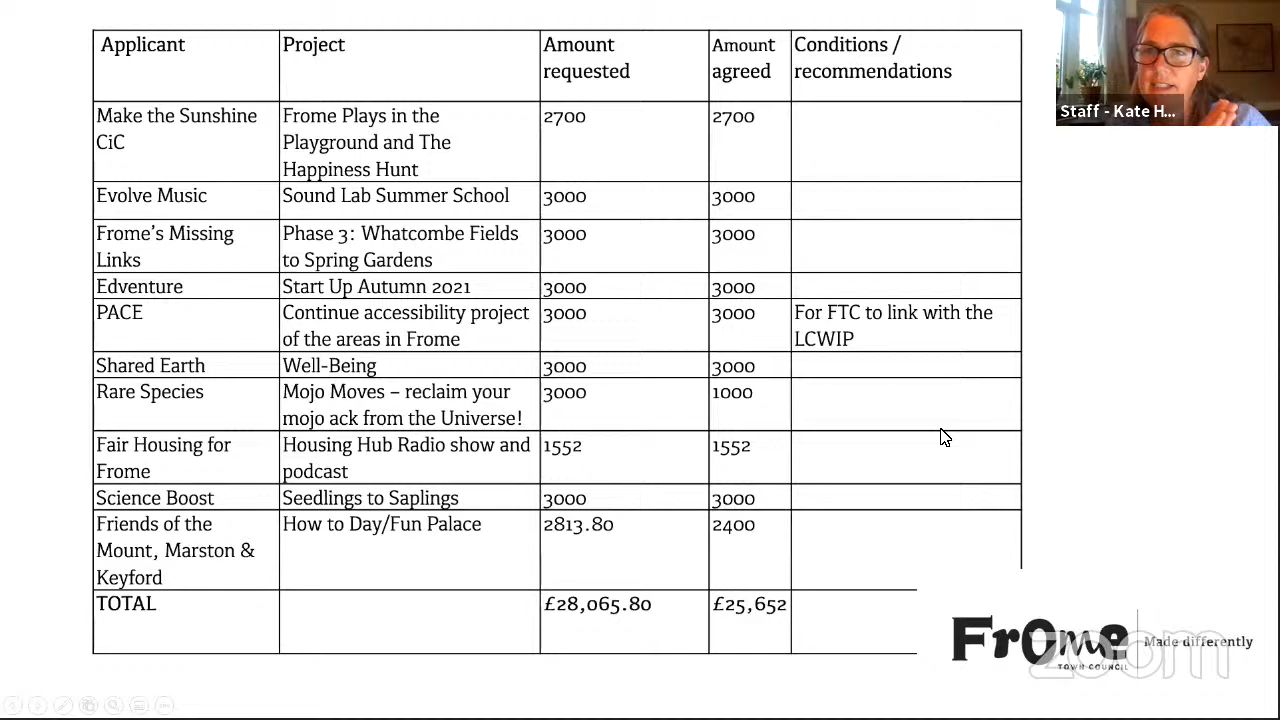 Applicant Project Amount requested Amount agreed Conditions / recommendations
Make the Sunshine CiC Frome Plays in the Playground and The Happiness Hunt 2700 2700
Evolve Music Sound Lab Summer School 3000 3000
Frome's Missing Links Phase 3: Whatcombe Fields to Spring Gardens 3000 3000
Edventure Start Up Autumn 2021 3000 3000
PACE Continue accessibility project of the areas in Frome 3000 3000 For FTC to link with the LCWIP
Shared Earth Well-Being 3000 3000
Rare Species Mojo Moves – reclaim your mojo ack from the Universe! 3000 1000
Fair Housing for Frome Housing Hub Radio show and podcast 1552 1552
Science Boost Seedlings to Saplings 3000 3000
Friends of the Mount, Marston & Keyford How to Day/Fun Palace 2813.80 2400
TOTAL £28,065.80 £25,652
Staff - Kate H...
Frome
TOWN COUNCIL
Made differently
zoom